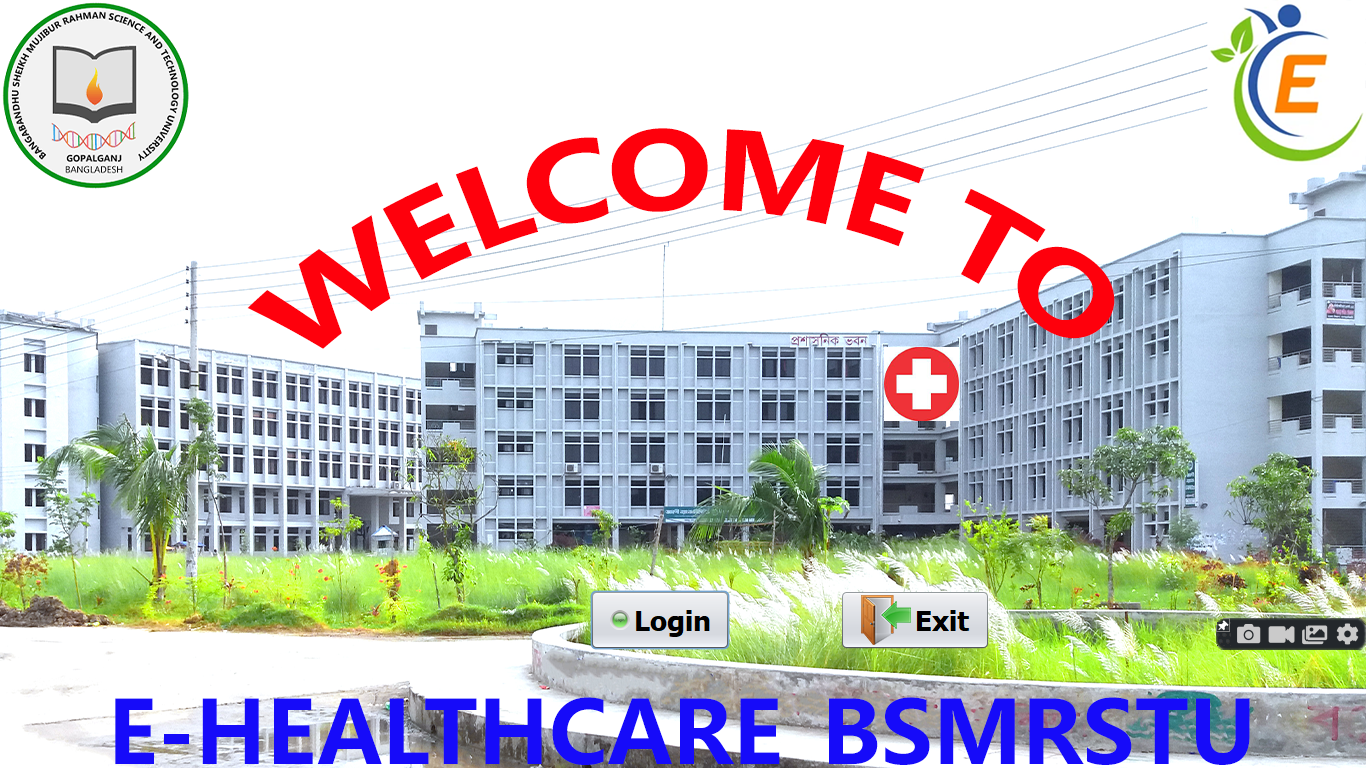 BANGABANDHU SHEIKH MUJIBUR RAHMAN SCIENCE AND TECHNOLOGY UNIVERSITY
GOPALGANJ
BANGLADESH
E
WELCOME TO
প্রশাসনিক ভবন
Login
Exit
E-HEALTHCARE BSMRSTU